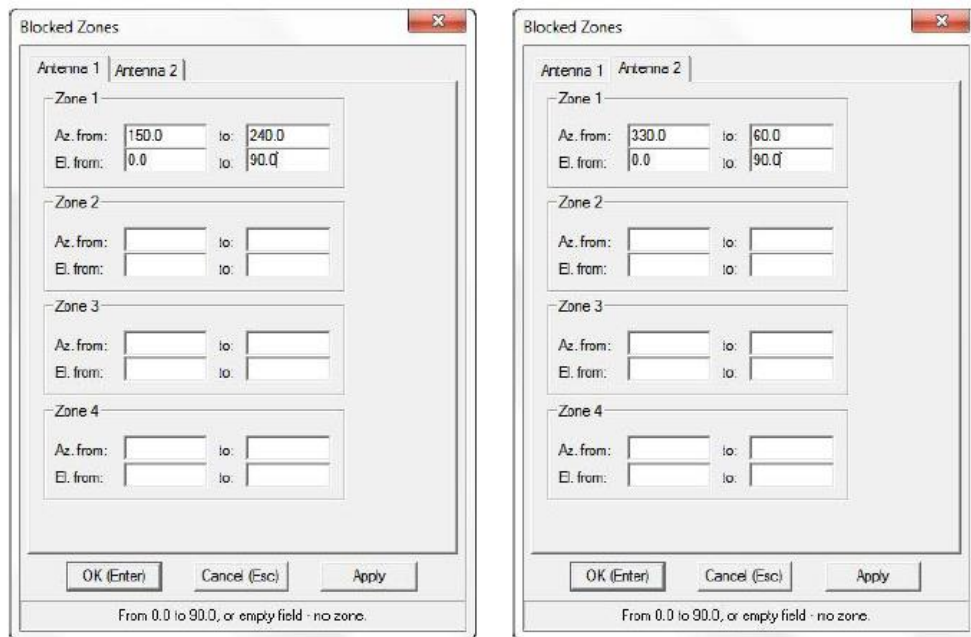 Blocked Zones
Antenna 1 Antenna 2
Zone 1
Az. from: 150.0 to: 240.0
El. from: 0.0 to: 90.0
Zone 2
Az. from: to:
El. from: to:
Zone 3
Az. from: to:
El. from: to:
Zone 4
Az. from: to:
El. from: to:
OK (Enter) Cancel (Esc) Apply
From 0.0 to 90.0, or empty field - no zone.
Blocked Zones
Antenna 1 Antenna 2
Zone 1
Az. from: 330.0 to: 60.0
El. from: 0.0 to: 90.0
Zone 2
Az. from: to:
El. from: to:
Zone 3
Az. from: to:
El. from: to:
Zone 4
Az. from: to:
El. from: to:
OK (Enter) Cancel (Esc) Apply
From 0.0 to 90.0, or empty field - no zone.